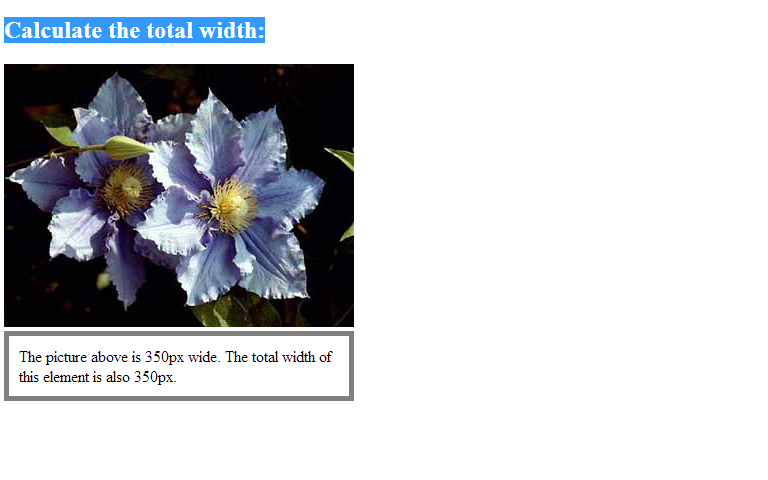 Calculate the total width:
The picture above is 350px wide. The total width of
this element is also 350px.